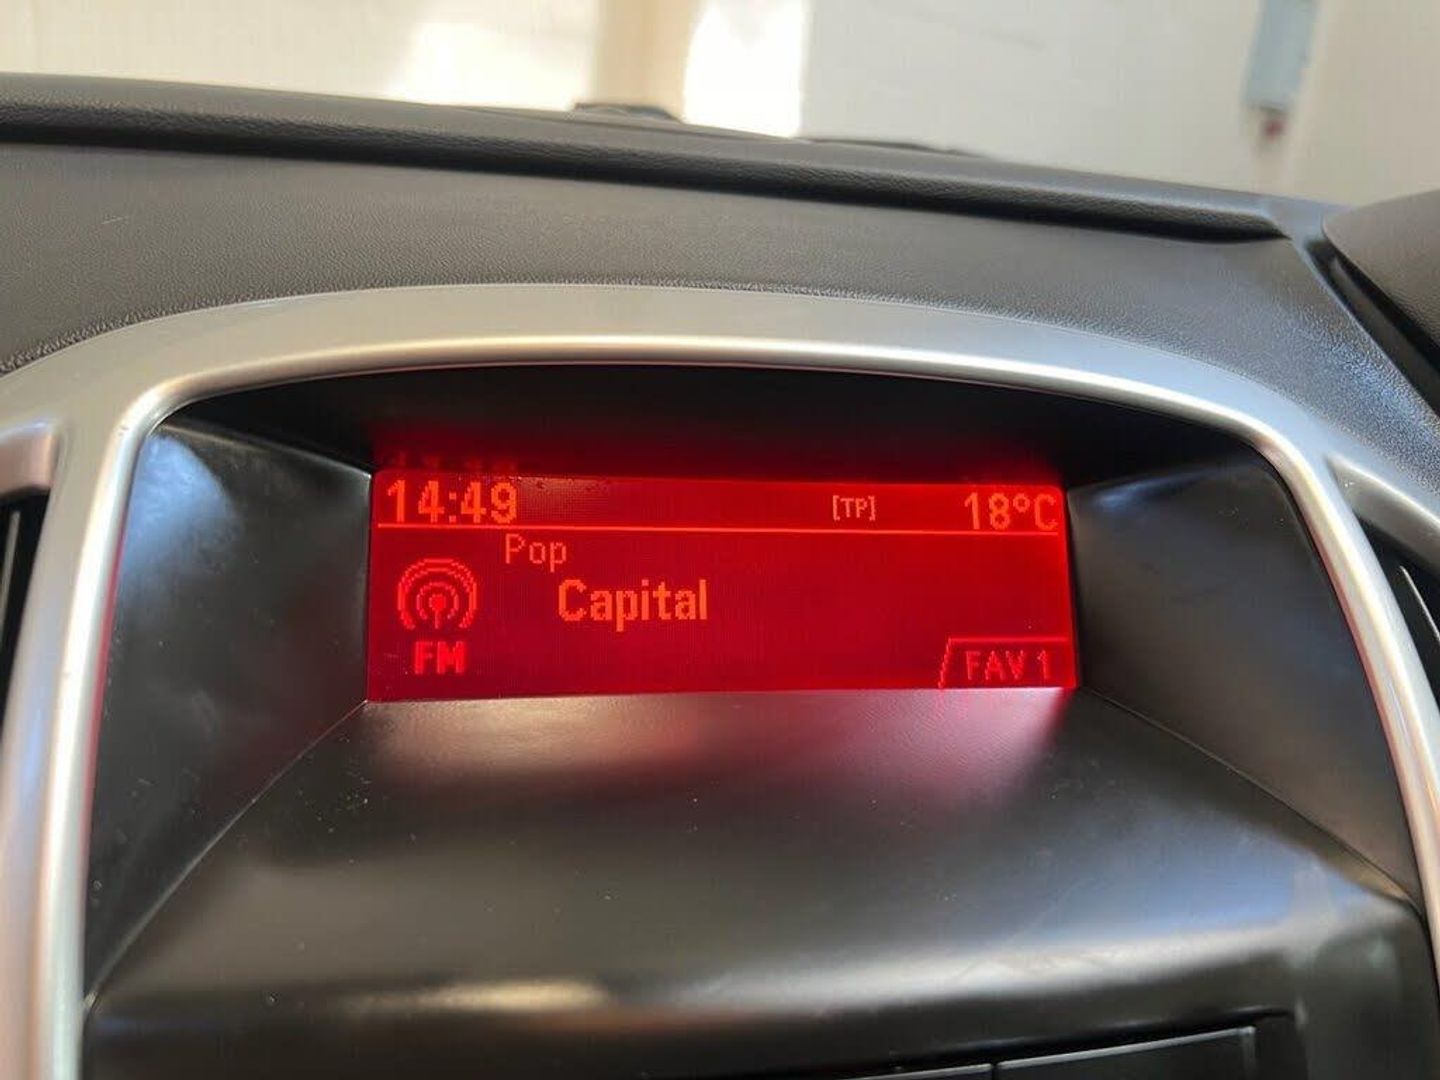 14:49 [TP] 18°C
Pop
Capital
FM
FAV 1